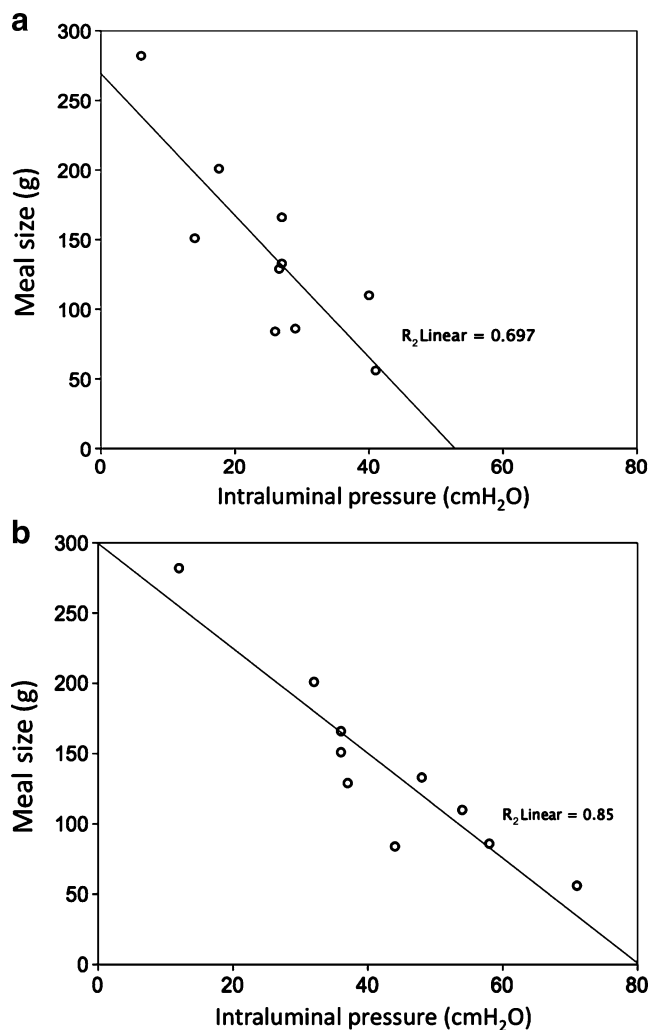 a
300
250
200
150
100
50
0
Meal size (g)
R₂Linear = 0.697
0 20 40 60 80
Intraluminal pressure (cmH₂O)
b
300
250
200
150
100
50
0
Meal size (g)
R₂Linear = 0.85
0 20 40 60 80
Intraluminal pressure (cmH₂O)